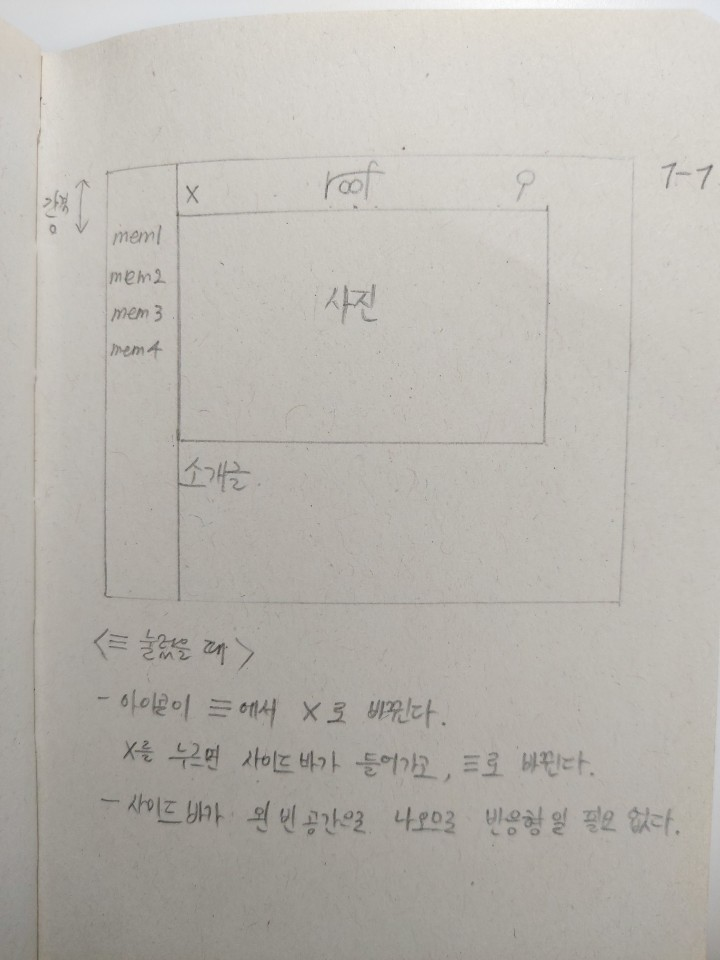 1-1
X roof
간격
mem1
mem2
mem3
mem4
사진
소개글.
<≡ 눌렀을 때>
- 아이콘이 ≡에서 X로 바뀐다.
X를 누르면 사이드바가 들어가고, ≡로 바뀐다.
- 사이드바가 왼 빈 공간으로 나오므로 반응형일 필요 없다.